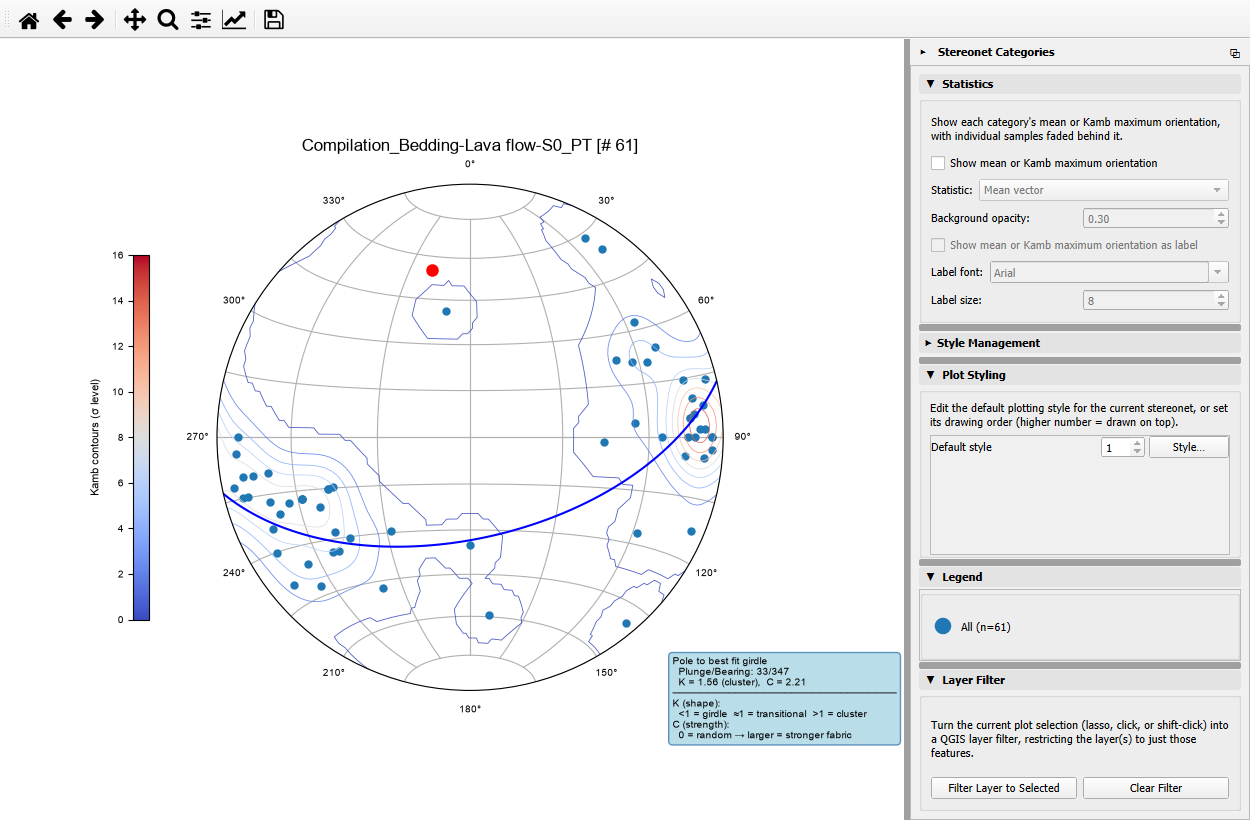 Compilation_Bedding-Lava flow-S0_PT [# 61]
0°
30°
60°
90°
120°
150°
180°
210°
240°
270°
300°
330°
Kamb contours (σ level)
16
14
12
10
8
6
4
2
0
Pole to best fit girdle
Plunge/Bearing: 33/347
K = 1.56 (cluster), C = 2.21
K (shape):
<1 = girdle ≈1 = transitional >1 = cluster
C (strength):
0 = random → larger = stronger fabric
Stereonet Categories
Statistics
Show each category's mean or Kamb maximum orientation,
with individual samples faded behind it.
Show mean or Kamb maximum orientation
Statistic: Mean vector
Background opacity: 0.30
Show mean or Kamb maximum orientation as label
Label font: Arial
Label size: 8
Style Management
Plot Styling
Edit the default plotting style for the current stereonet, or set
its drawing order (higher number = drawn on top).
Default style 1 Style...
Legend
All (n=61)
Layer Filter
Turn the current plot selection (lasso, click, or shift-click) into
a QGIS layer filter, restricting the layer(s) to just those
features.
Filter Layer to Selected Clear Filter